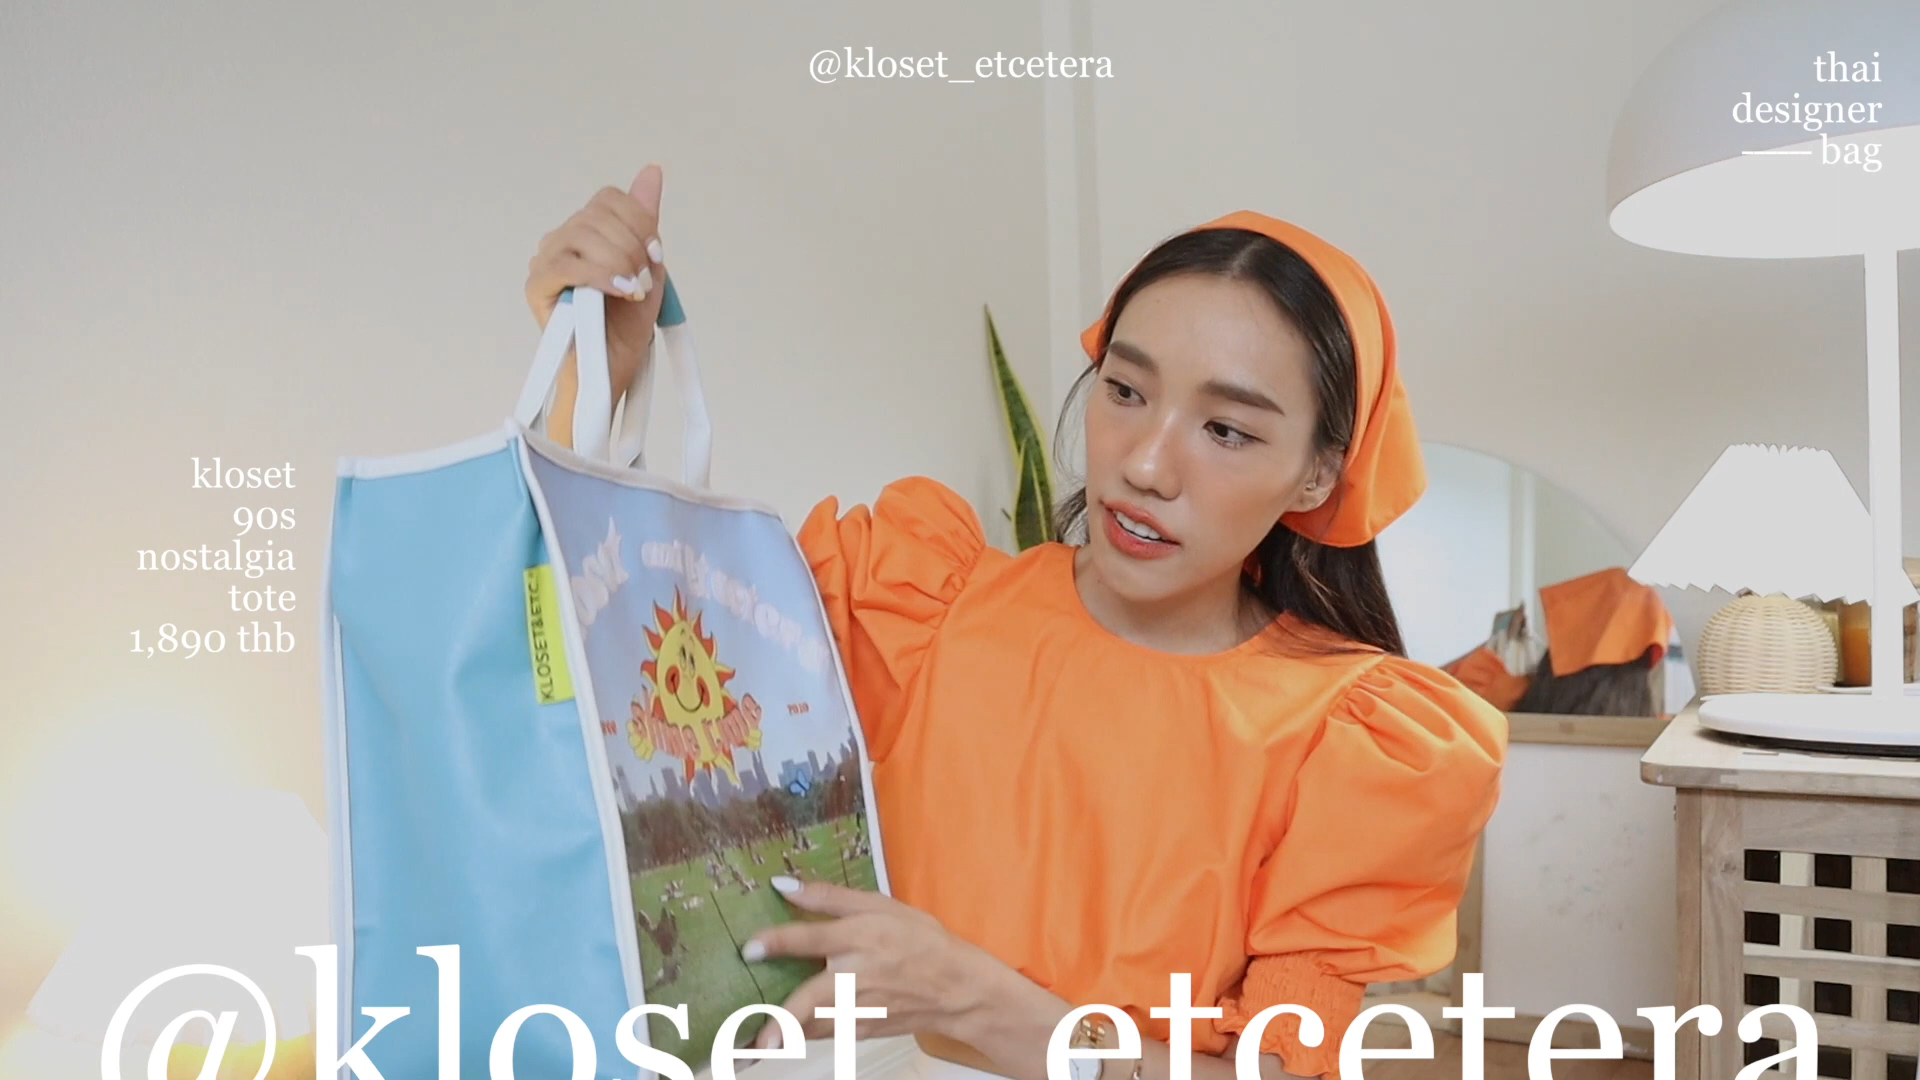 @kloset_etcetera
thai
designer
—— bag
kloset
90s
nostalgia
tote
1,890 thb
KLOSET&ETC.
@kloset_etcetera